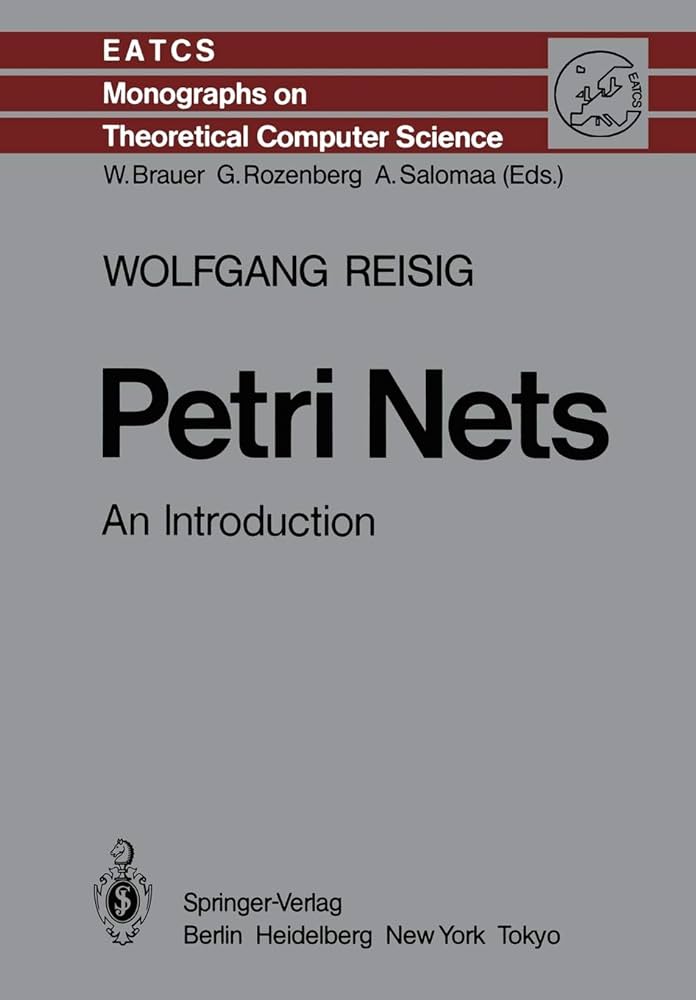 EATCS
Monographs on
Theoretical Computer Science
EATCS
W. Brauer G. Rozenberg A. Salomaa (Eds.)
WOLFGANG REISIG
Petri Nets
An Introduction
S
Springer-Verlag
Berlin Heidelberg New York Tokyo